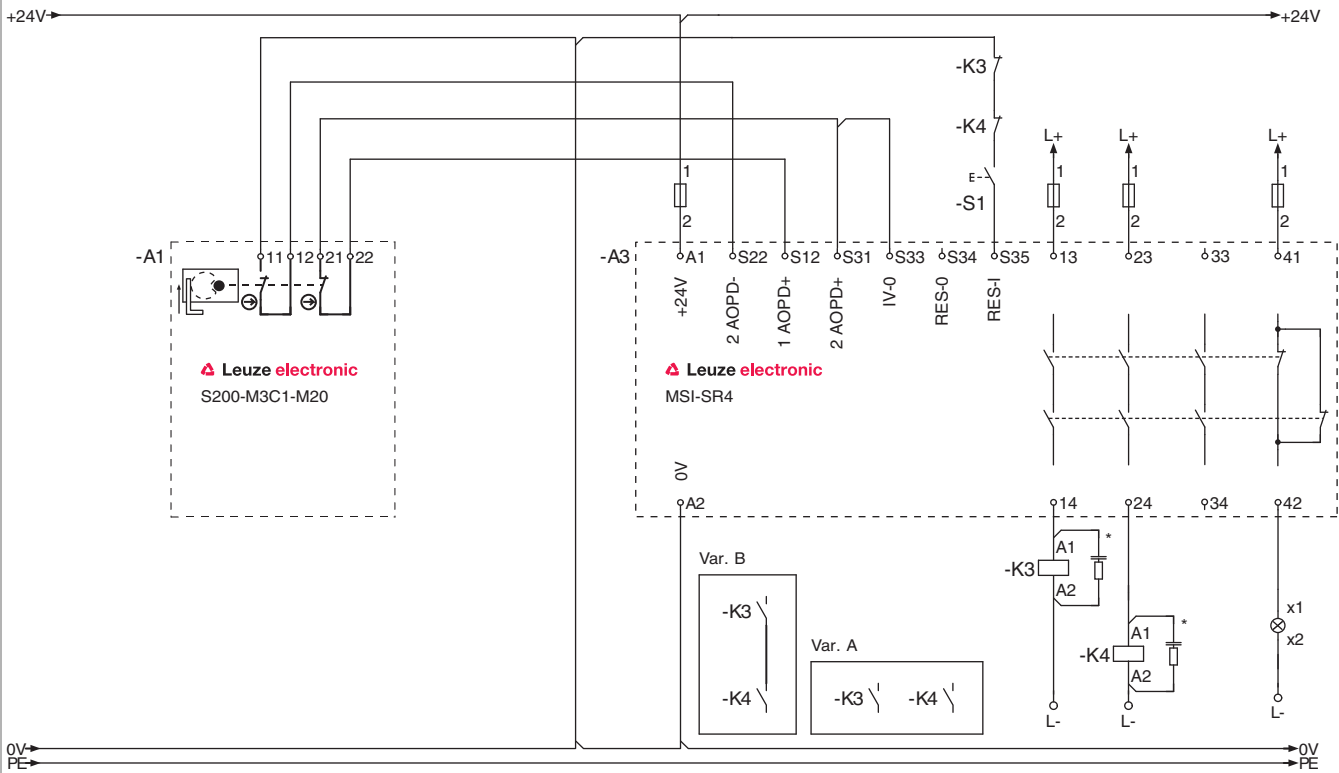 +24V +24V
-K3
-K4
L+ L+ L+
1 1 1 1
E
-S1
2 2 2 2
-A1 11 12 21 22 -A3 A1 S22 S12 S31 S33 S34 S35 13 23 33 41
+24V
2 AOPD-
1 AOPD+
2 AOPD+
IV-0
RES-0
RES-I
Leuze electronic
S200-M3C1-M20
Leuze electronic
MSI-SR4
0V
A2 14 24 34 42
Var. B
-K3
-K4
Var. A
-K3 -K4
A1 *
-K3
A2
A1 *
-K4
A2
x1
x2
L- L- L-
0V 0V
PE PE